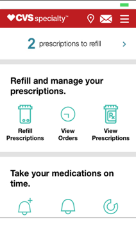 CVS specialty
2 prescriptions to refill
Refill and manage your
prescriptions.
Refill
Prescriptions
View
Orders
View
Prescriptions
Take your medications on
time.